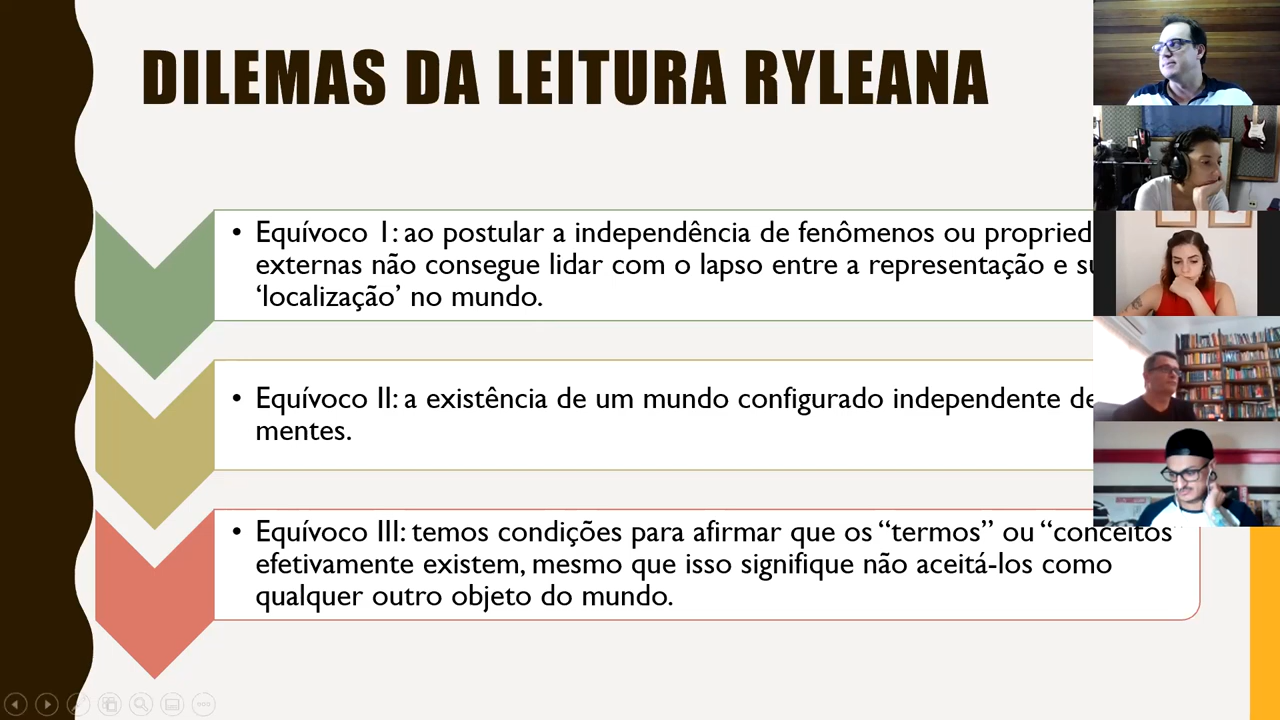 DILEMAS DA LEITURA RYLEANA
• Equívoco I: ao postular a independência de fenômenos ou
externas não consegue lidar com o lapso entre a representação e
'localização' no mundo.
• Equívoco II: a existência de um mundo configurado independente
mentes.
• Equívoco III: temos condições para afirmar que os “termos” ou “conceitos”
efetivamente existem, mesmo que isso signifique não aceitá-los como
qualquer outro objeto do mundo.